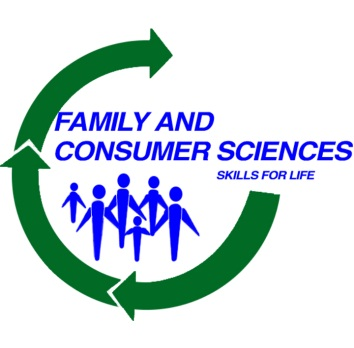 FAMILY AND
CONSUMER SCIENCES
SKILLS FOR LIFE